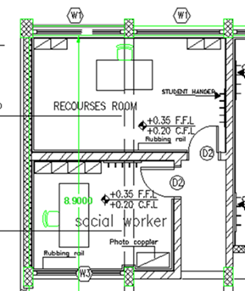 W1 W1
STUDENT HANGER
RECOURSES ROOM
+0.35 F.F.L
+0.20 C.F.L
Rubbing rail
D2
D2
+0.35 F.F.L
8.9000
+0.20 C.F.L
social worker
Photo coppier
Rubbing rail
W3